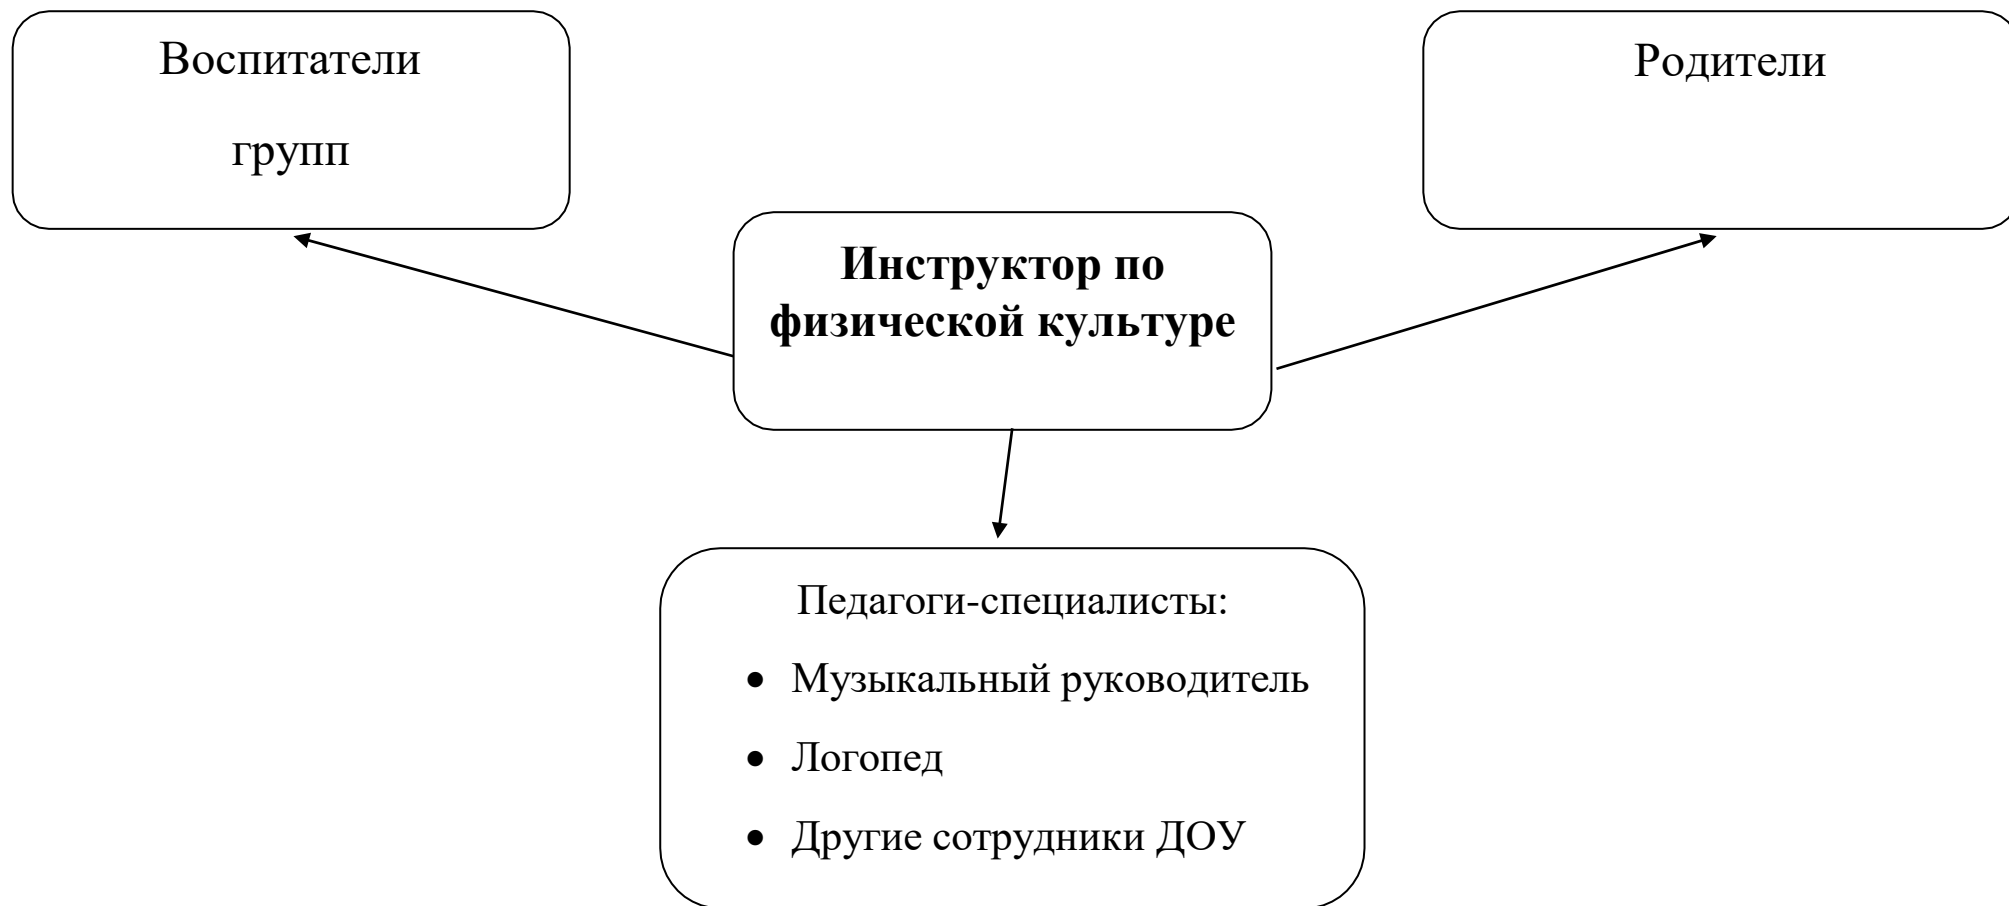 Воспитатели
групп
Родители
Инструктор по
физической культуре
Педагоги-специалисты:
• Музыкальный руководитель
• Логопед
• Другие сотрудники ДОУ